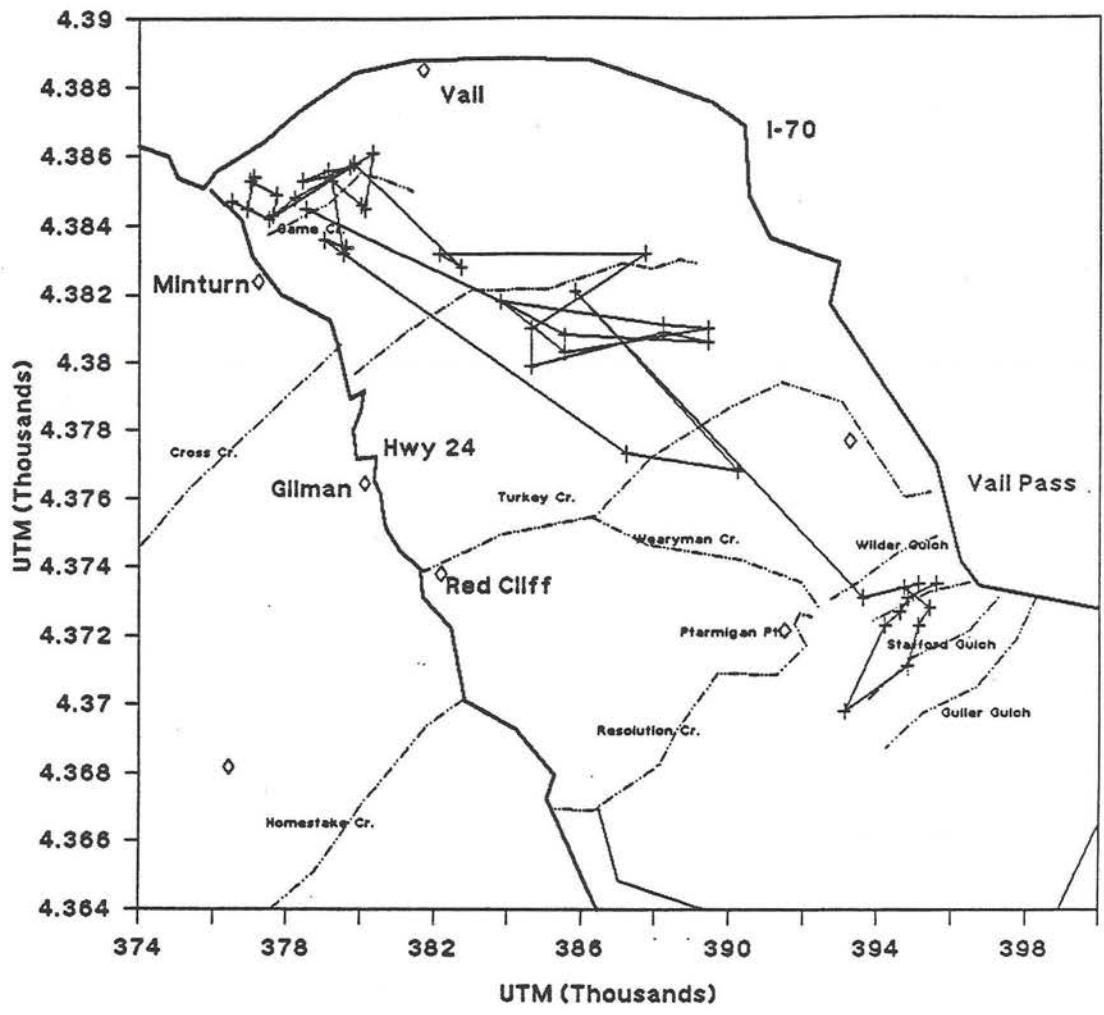 4.39
4.388
4.386
4.384
4.382
4.38
4.378
4.376
4.374
4.372
4.37
4.368
4.366
4.364
UTM (Thousands)
Vail
I-70
Game Cr.
Minturn
Cross Cr.
Hwy 24
Gilman
Turkey Cr.
Vail Pass
Wearyman Cr.
Wilder Gulch
Red Cliff
Ptarmigan Pt
Stafford Gulch
Guller Gulch
Resolution Cr.
Homestake Cr.
374 378 382 386 390 394 398
UTM (Thousands)